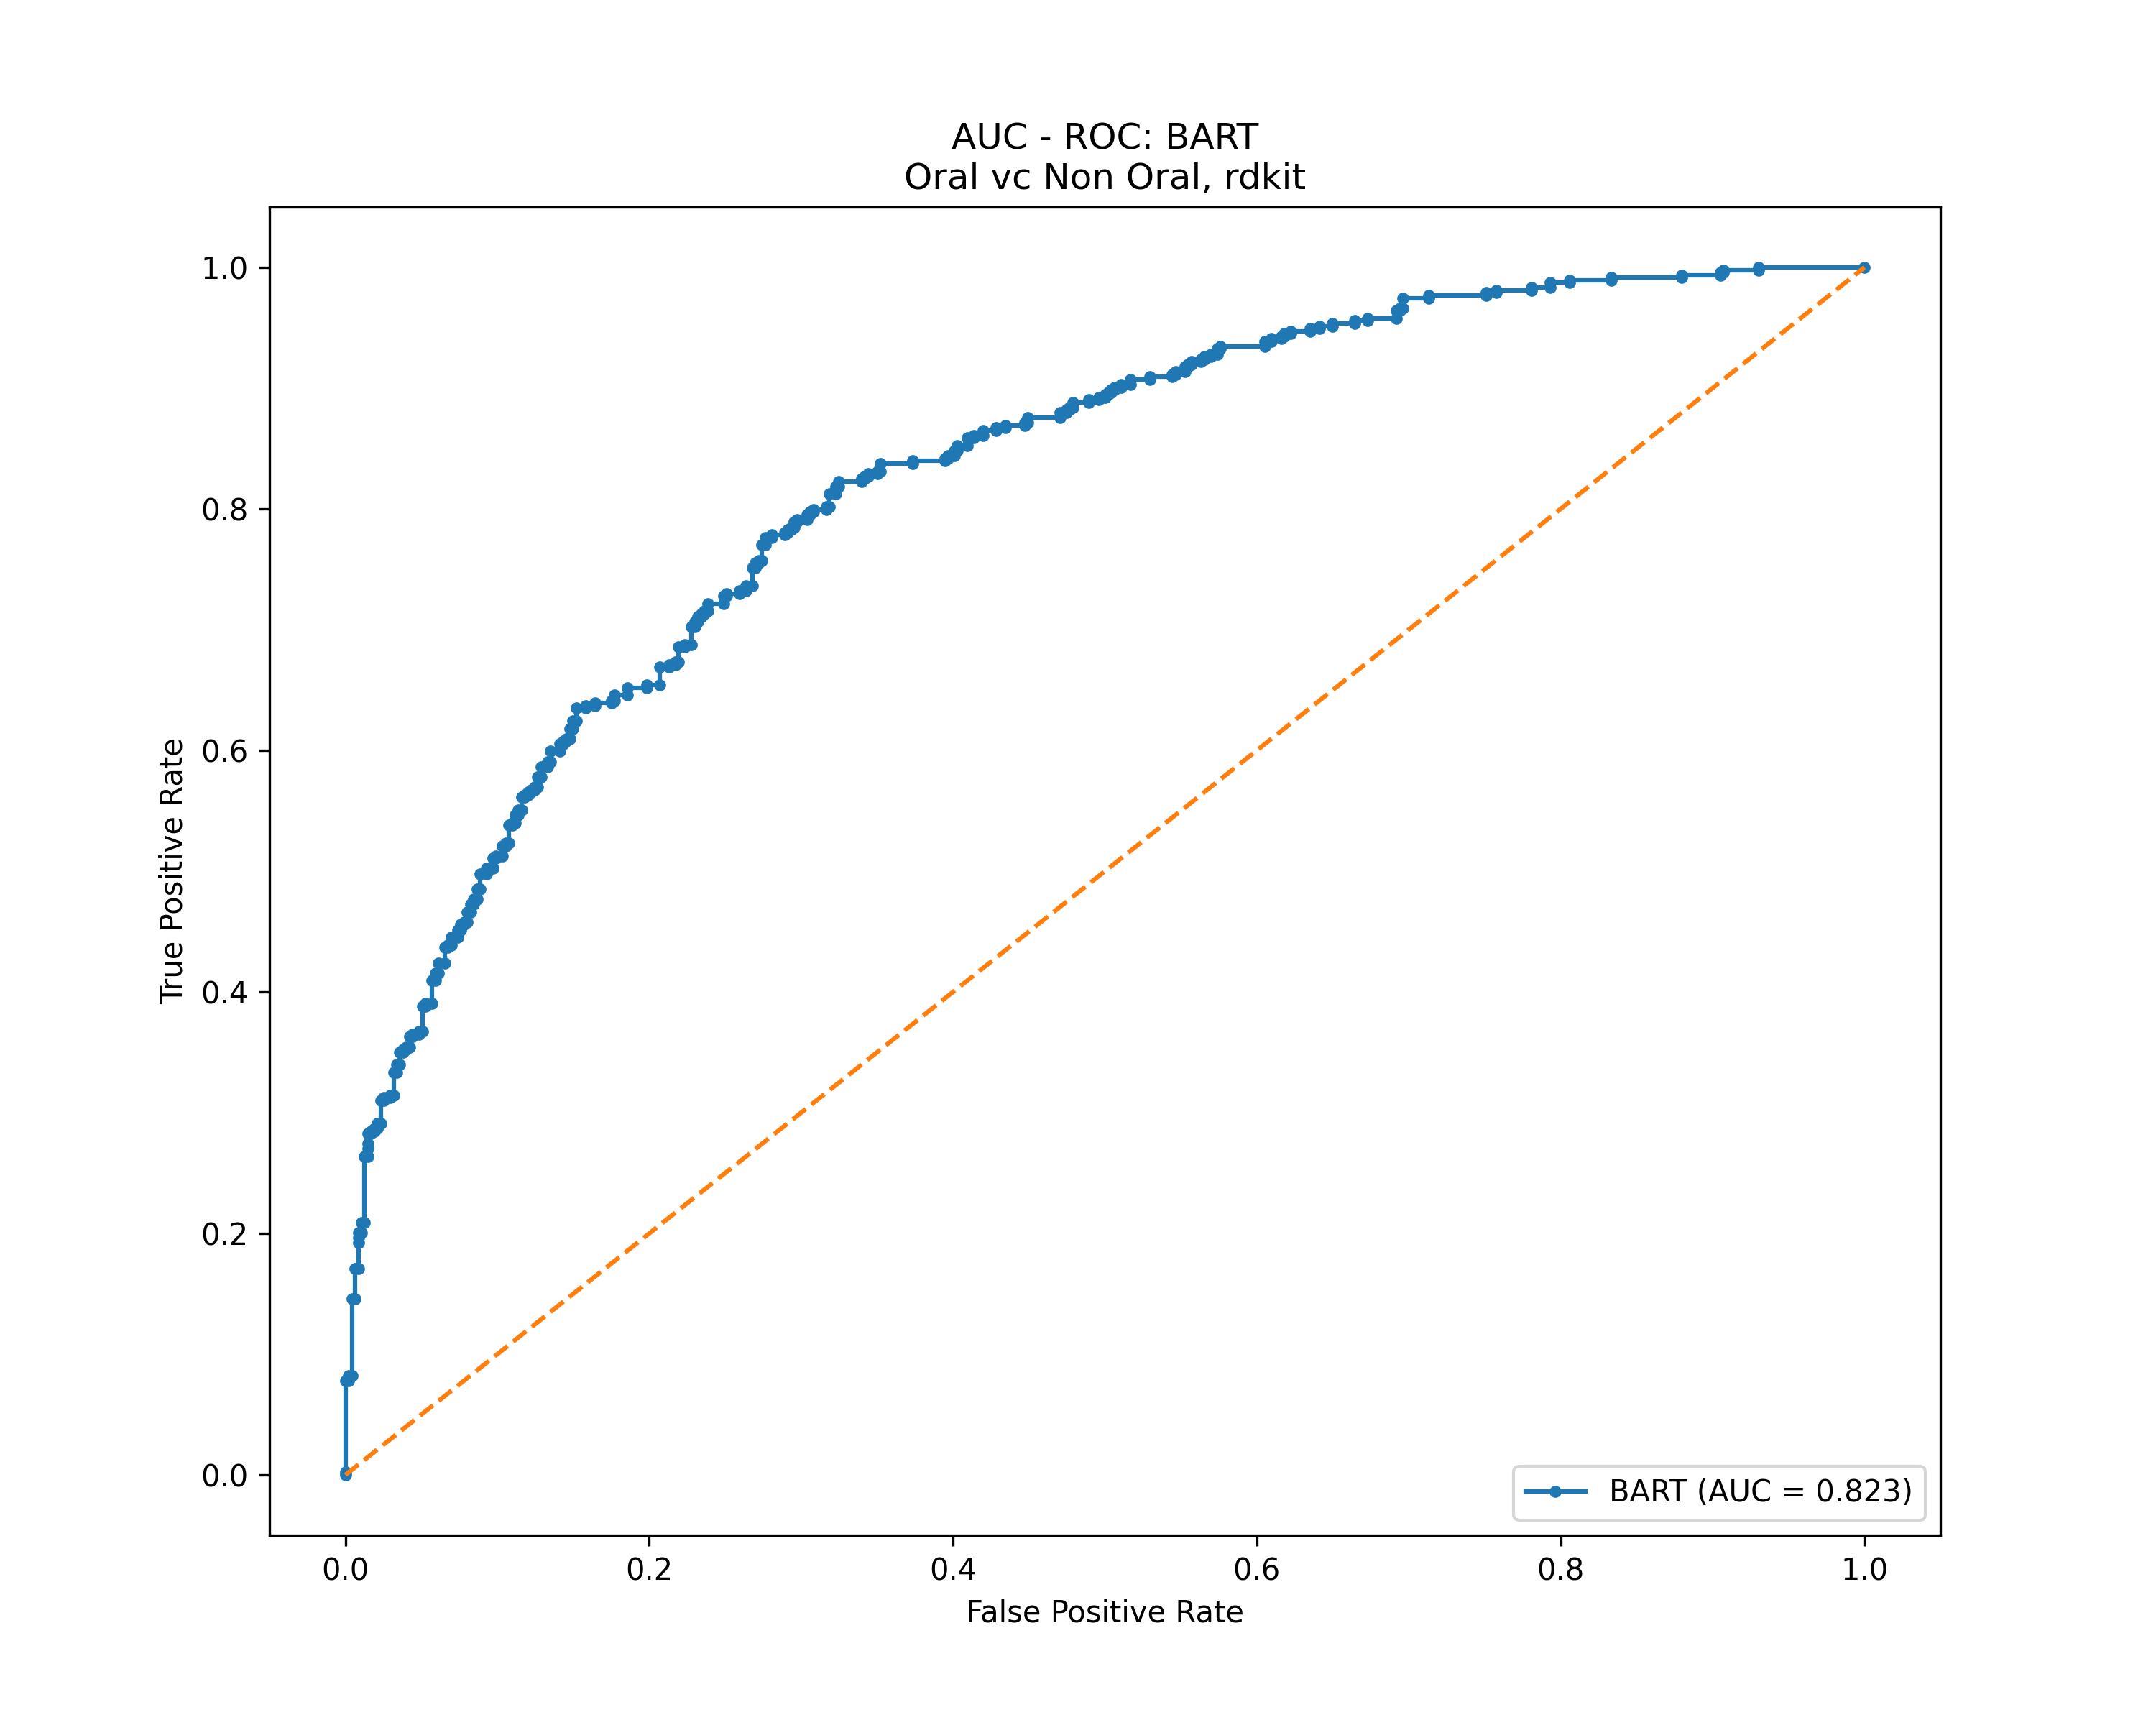 AUC - ROC: BART
Oral vc Non Oral, rdkit
True Positive Rate
1.0
0.8
0.6
0.4
0.2
0.0
BART (AUC = 0.823)
0.0 0.2 0.4 0.6 0.8 1.0
False Positive Rate